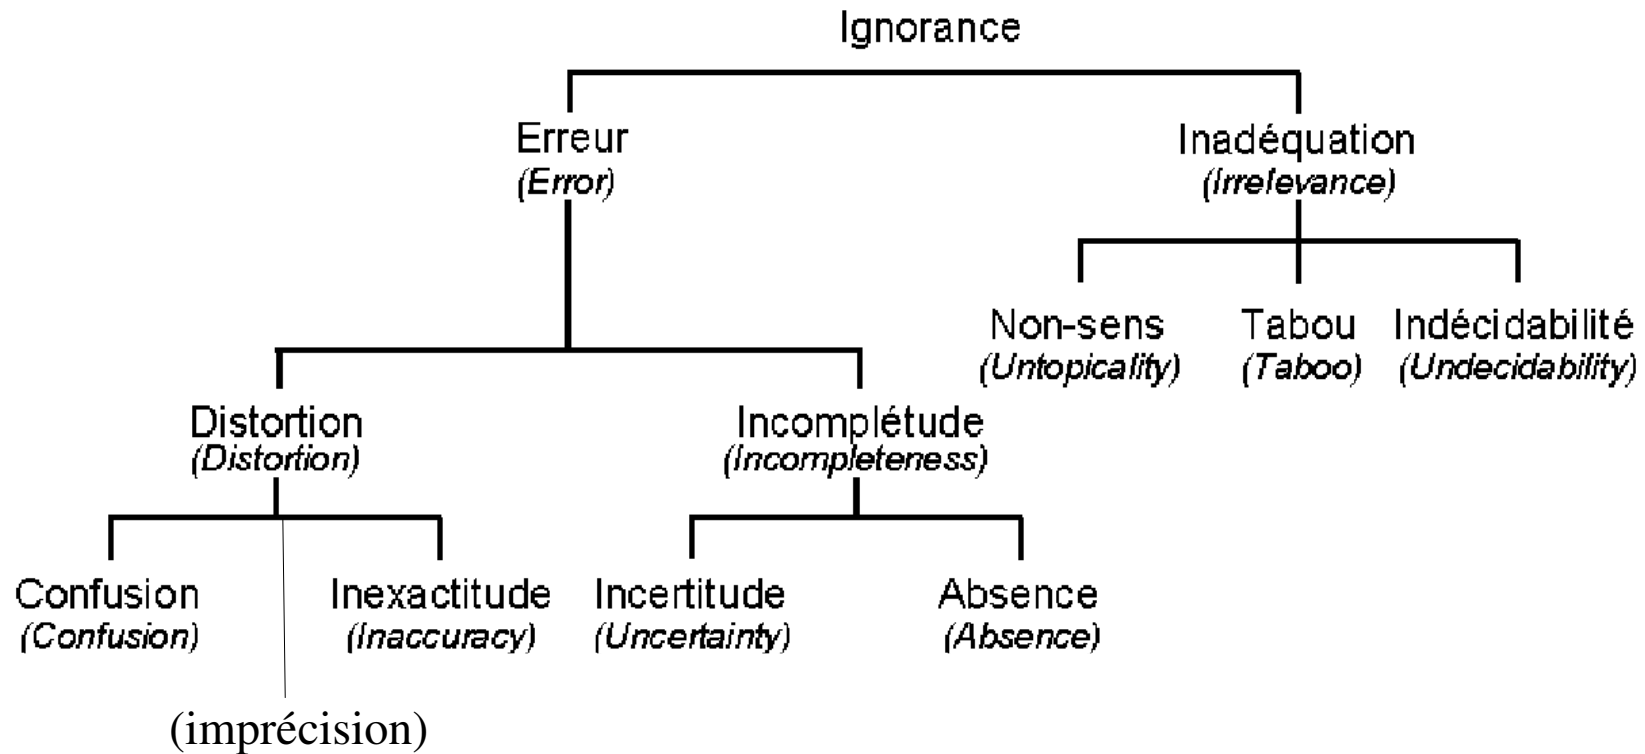 Ignorance
Erreur
(Error)
Inadéquation
(Irrelevance)
Non-sens
(Untopicality)
Tabou
(Taboo)
Indécidabilité
(Undecidability)
Distortion
(Distortion)
Incomplétude
(Incompleteness)
Confusion
(Confusion)
Inexactitude
(Inaccuracy)
Incertitude
(Uncertainty)
Absence
(Absence)
(imprécision)